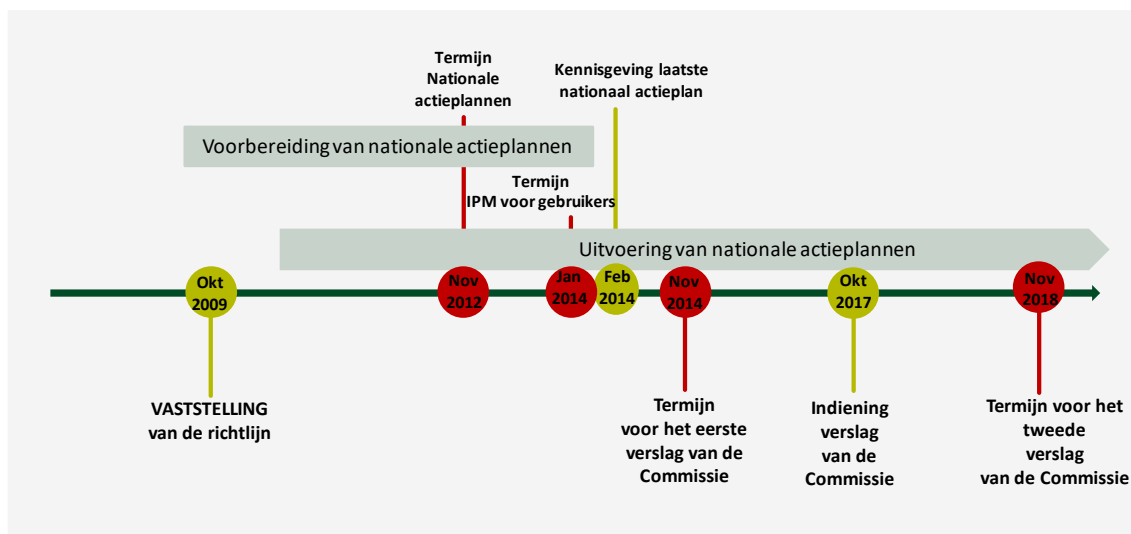 Termijn
Nationale
actieplannen
Kennisgeving laatste
nationaal actieplan
Voorbereiding van nationale actieplannen
Termijn
IPM voor gebruikers
Uitvoering van nationale actieplannen
Okt
2009
Nov
2012
Jan
2014
Feb
2014
Nov
2014
Okt
2017
Nov
2018
VASTSTELLING
van de richtlijn
Termijn
voor het eerste
verslag van de
Commissie
Indiening
verslag
van de
Commissie
Termijn voor het
tweede
verslag
van de Commissie